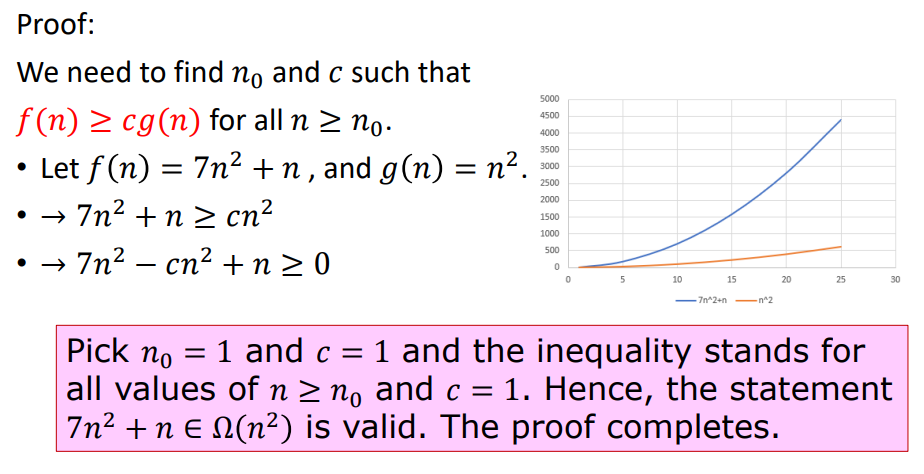 Proof:
We need to find n₀ and c such that
f(n) ≥ cg(n) for all n ≥ n₀.
• Let f(n) = 7n² + n , and g(n) = n².
• → 7n² + n ≥ cn²
• → 7n² − cn² + n ≥ 0
5000
4500
4000
3500
3000
2500
2000
1500
1000
500
0
0 5 10 15 20 25 30
7n^2+n n^2
Pick n₀ = 1 and c = 1 and the inequality stands for
all values of n ≥ n₀ and c = 1. Hence, the statement
7n² + n ∈ Ω(n²) is valid. The proof completes.